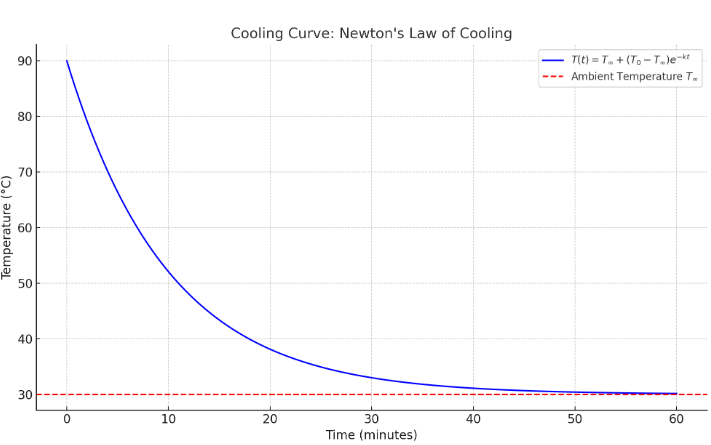 Cooling Curve: Newton's Law of Cooling
T(t) = T∞ + (T₀ − T∞)e^{−kt}
Ambient Temperature T∞
Temperature (°C)
90
80
70
60
50
40
30
0 10 20 30 40 50 60
Time (minutes)